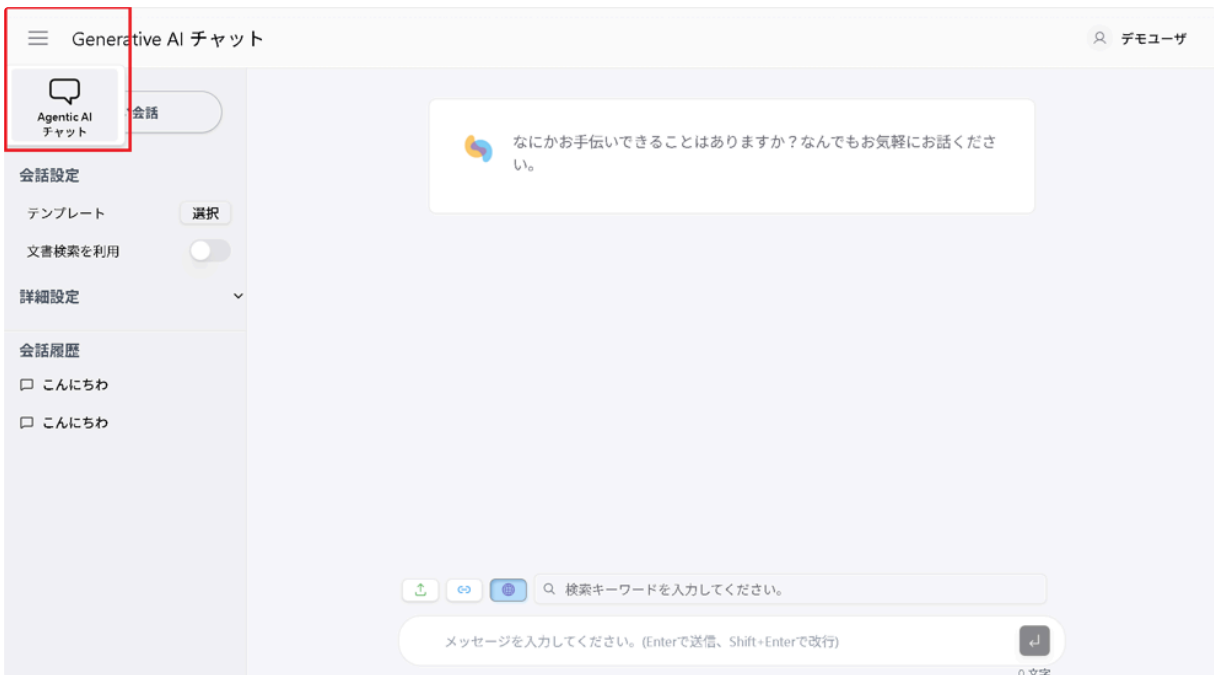 Generative AI チャット
デモユーザ
Agentic AI
チャット
会話
なにかお手伝いできることはありますか？なんでもお気軽にお話くださ
い。
会話設定
テンプレート
選択
文書検索を利用
詳細設定
会話履歴
こんにちわ
こんにちわ
検索キーワードを入力してください。
メッセージを入力してください。(Enterで送信、Shift+Enterで改行)
0 文字